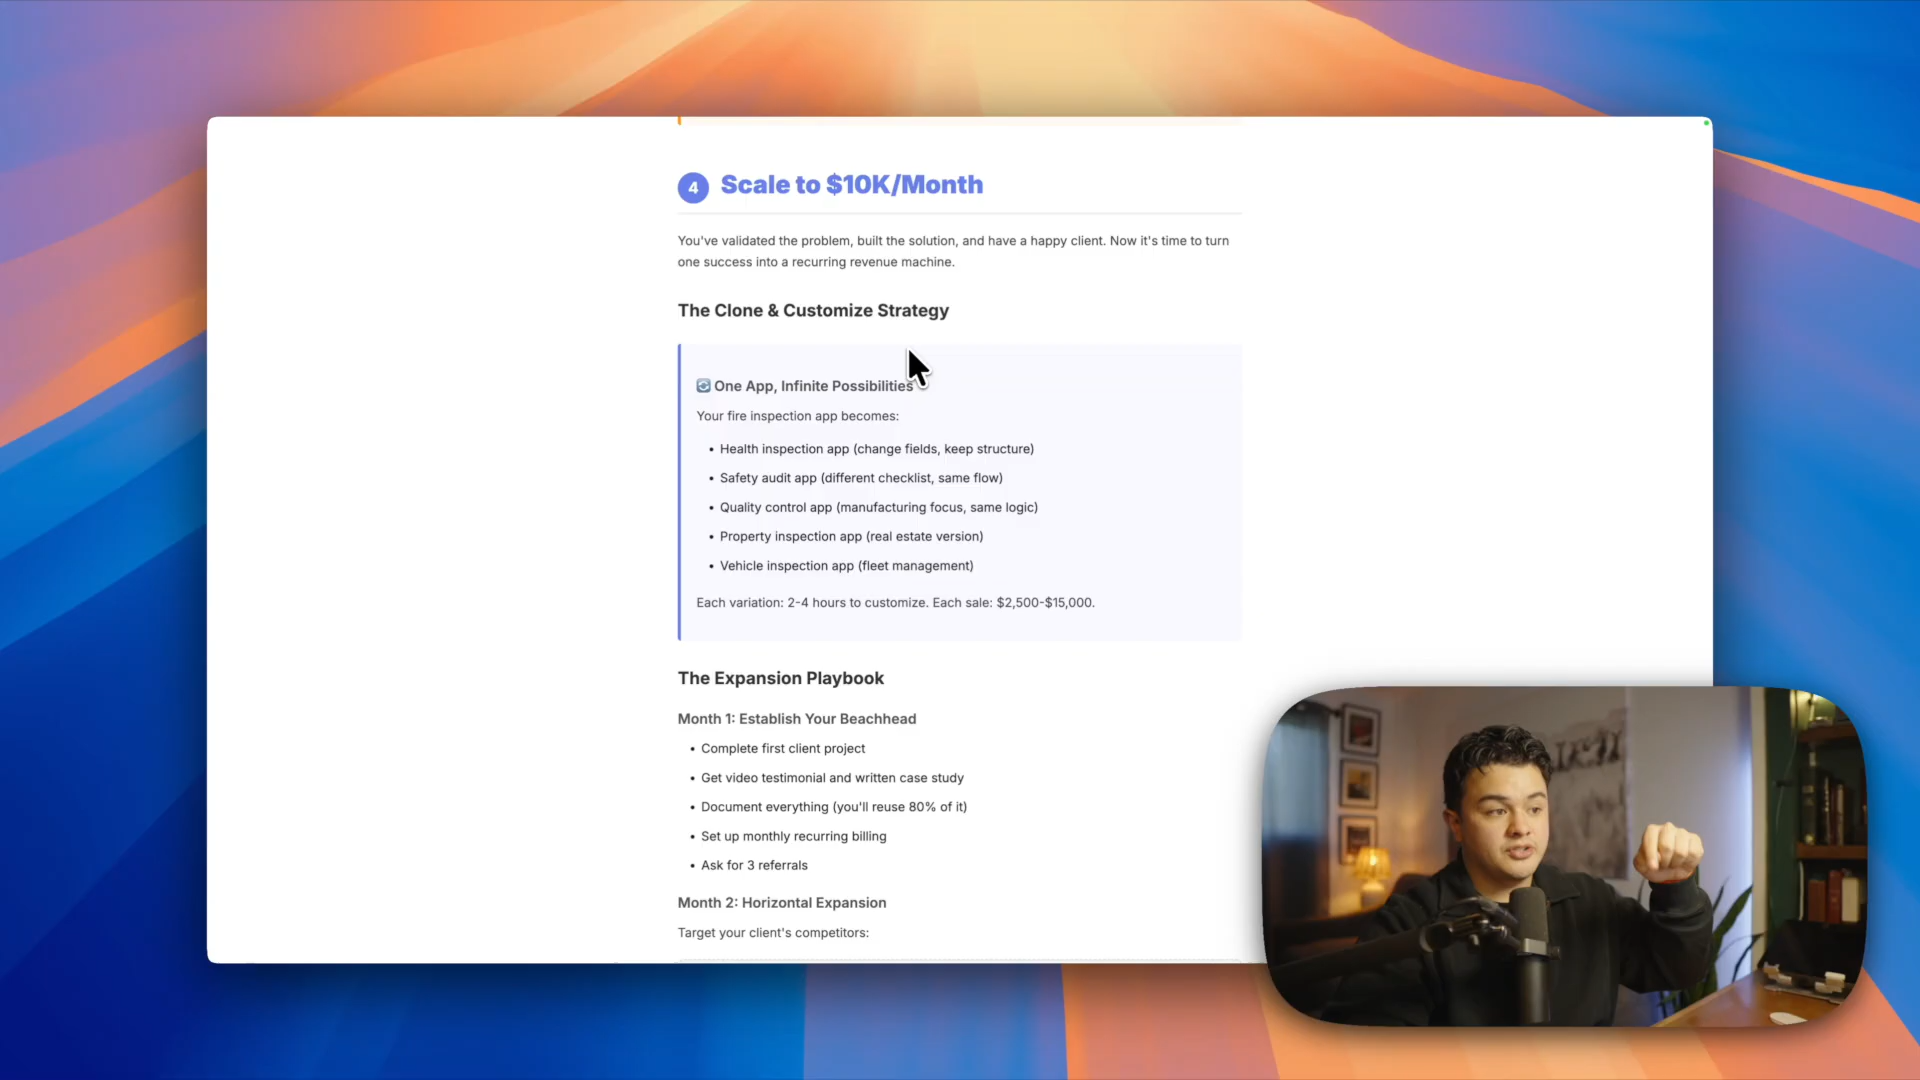 4 Scale to $10K/Month
You've validated the problem, built the solution, and have a happy client. Now it's time to turn
one success into a recurring revenue machine.
The Clone & Customize Strategy
One App, Infinite Possibilities
Your fire inspection app becomes:
• Health inspection app (change fields, keep structure)
• Safety audit app (different checklist, same flow)
• Quality control app (manufacturing focus, same logic)
• Property inspection app (real estate version)
• Vehicle inspection app (fleet management)
Each variation: 2-4 hours to customize. Each sale: $2,500-$15,000.
The Expansion Playbook
Month 1: Establish Your Beachhead
• Complete first client project
• Get video testimonial and written case study
• Document everything (you'll reuse 80% of it)
• Set up monthly recurring billing
• Ask for 3 referrals
Month 2: Horizontal Expansion
Target your client's competitors: